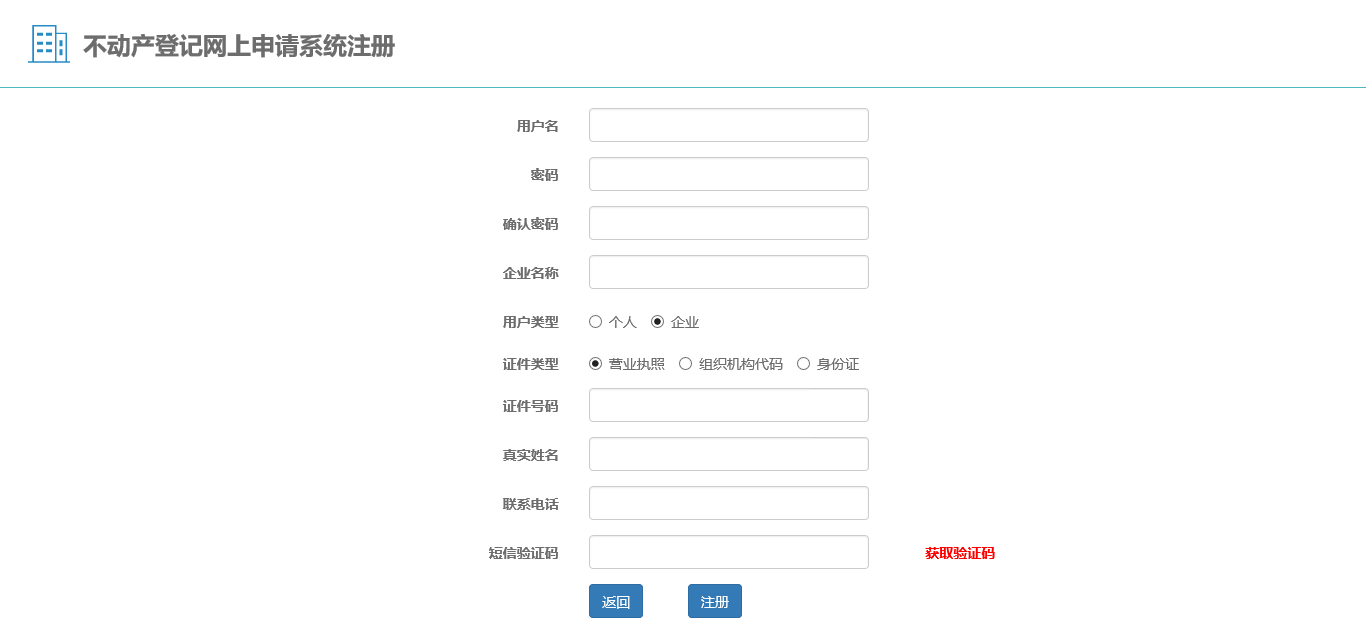 不动产登记网上申请系统注册
用户名
密码
确认密码
企业名称
用户类型 个人 企业
证件类型 营业执照 组织机构代码 身份证
证件号码
真实姓名
联系电话
短信验证码 获取验证码
返回 注册